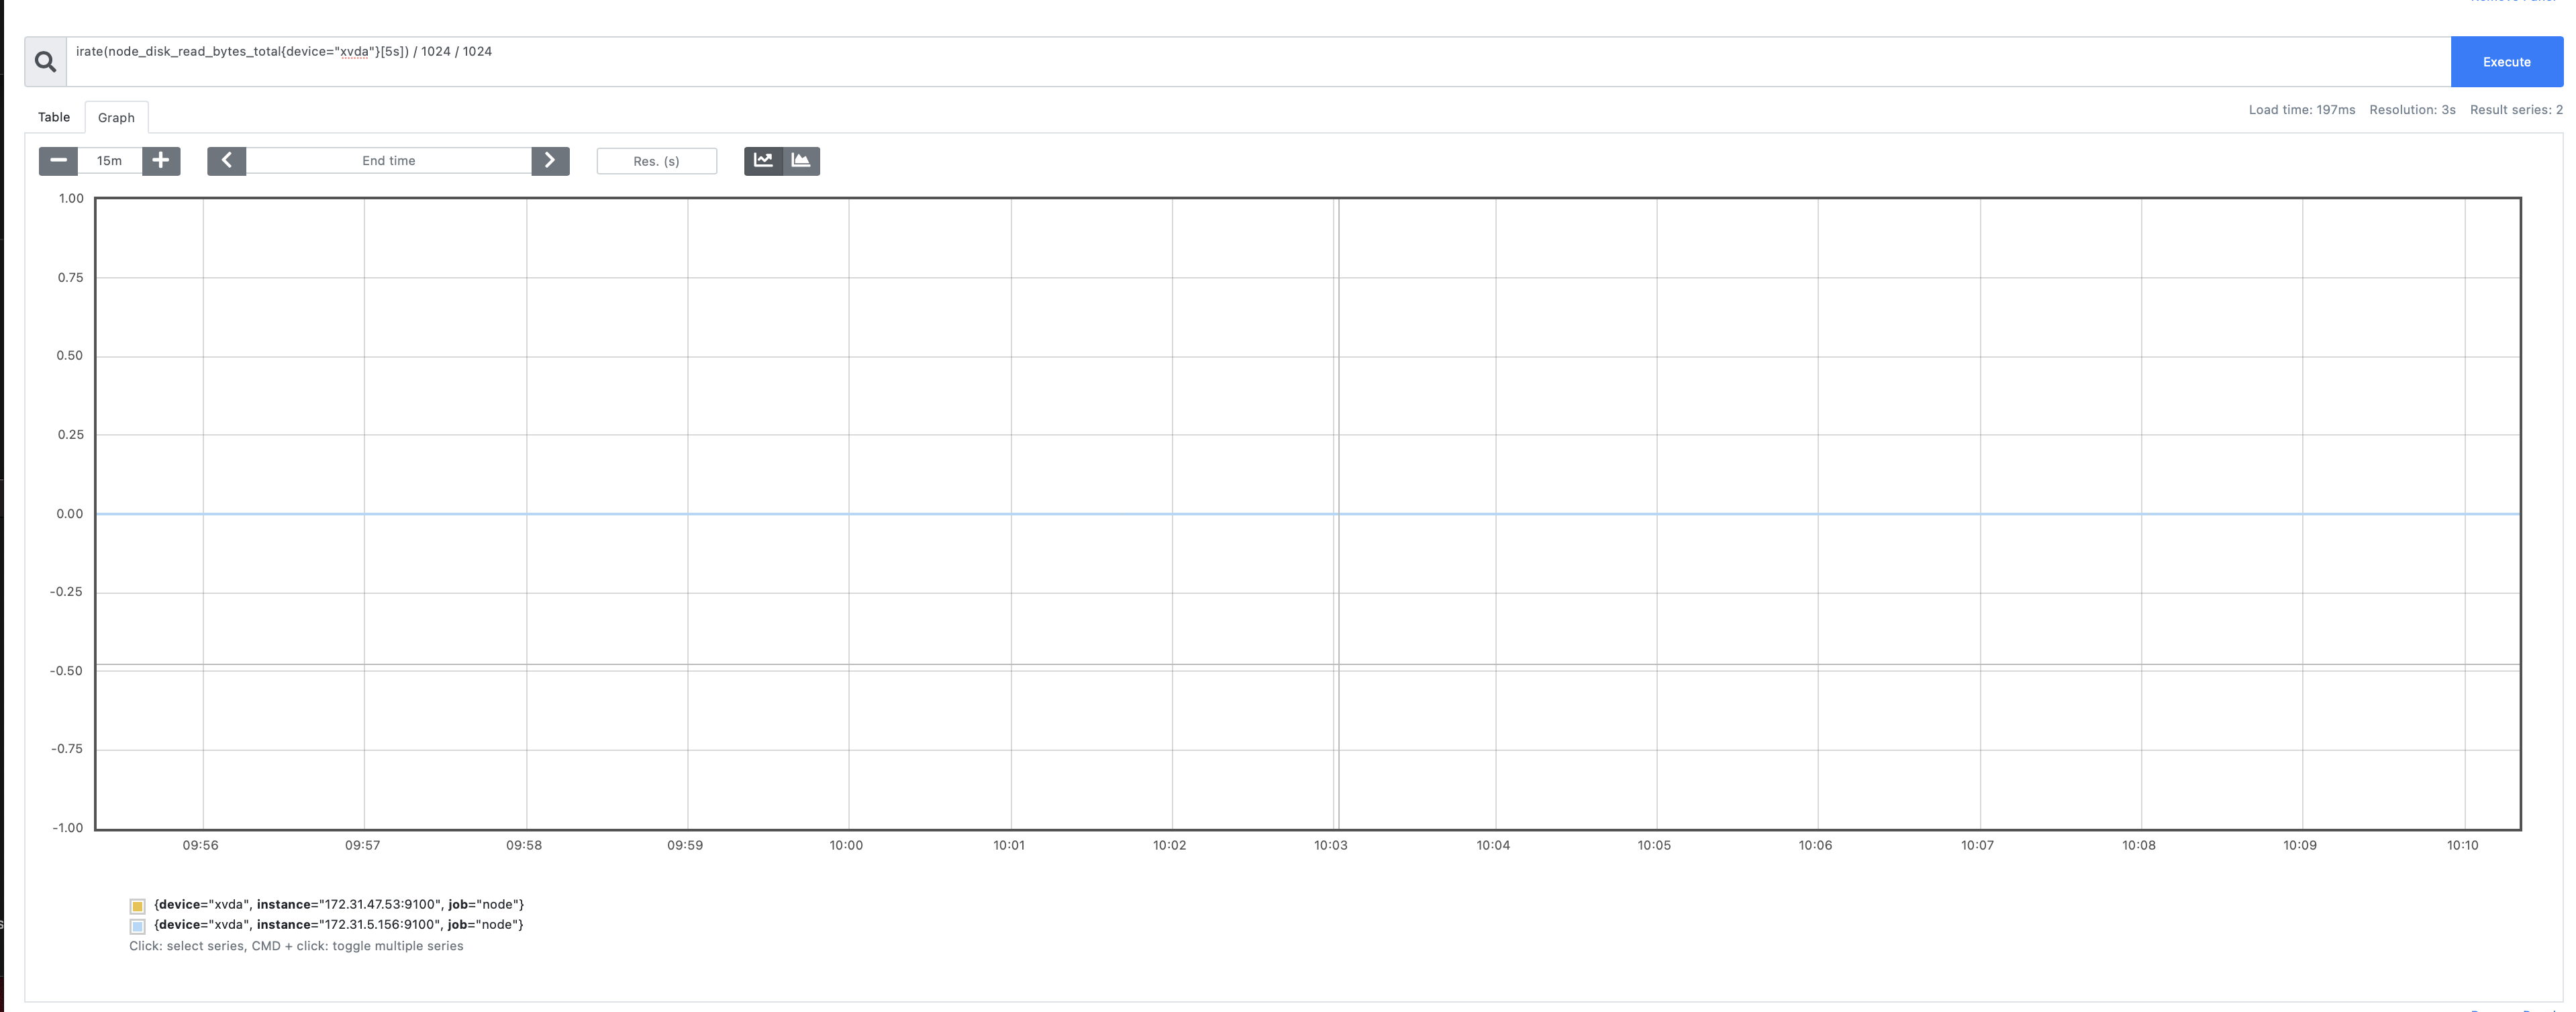 irate(node_disk_read_bytes_total{device="xvda"}[5s]) / 1024 / 1024
Execute
Table
Graph
Load time: 197ms Resolution: 3s Result series: 2
15m
End time
Res. (s)
1.00
0.75
0.50
0.25
0.00
-0.25
-0.50
-0.75
-1.00
09:56 09:57 09:58 09:59 10:00 10:01 10:02 10:03 10:04 10:05 10:06 10:07 10:08 10:09 10:10
{device="xvda", instance="172.31.47.53:9100", job="node"}
{device="xvda", instance="172.31.5.156:9100", job="node"}
Click: select series, CMD + click: toggle multiple series